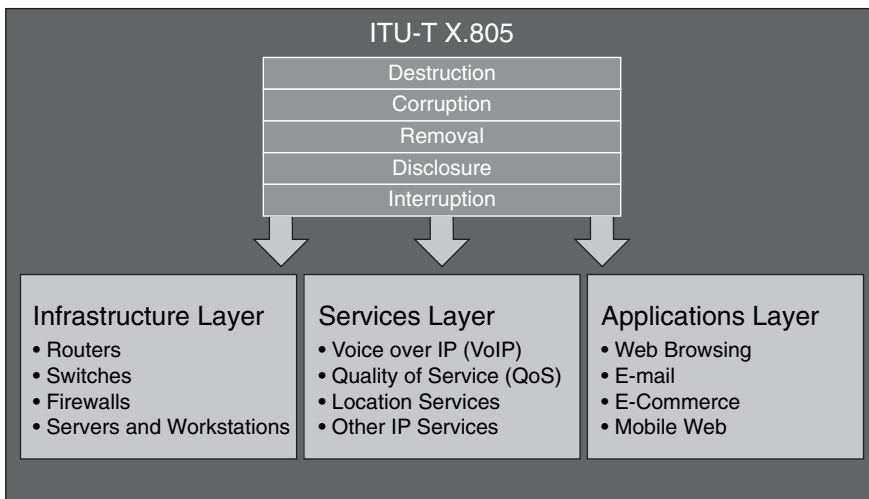 ITU-T X.805
Destruction
Corruption
Removal
Disclosure
Interruption
Infrastructure Layer
• Routers
• Switches
• Firewalls
• Servers and Workstations
Services Layer
• Voice over IP (VoIP)
• Quality of Service (QoS)
• Location Services
• Other IP Services
Applications Layer
• Web Browsing
• E-mail
• E-Commerce
• Mobile Web